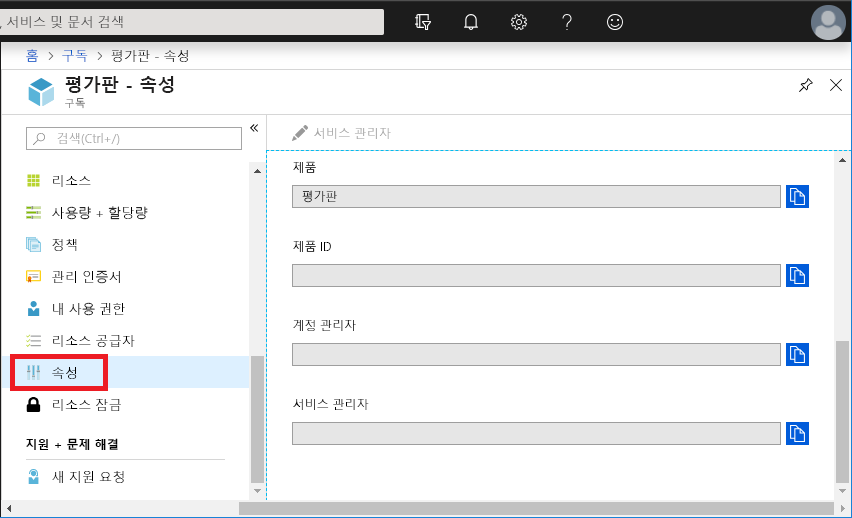 서비스 및 문서 검색
홈 > 구독 > 평가판 - 속성
평가판 - 속성
구독
검색(Ctrl+/)
«
리소스
사용량 + 할당량
정책
관리 인증서
내 사용 권한
리소스 공급자
속성
리소스 잠금
지원 + 문제 해결
새 지원 요청
서비스 관리자
제품
평가판
제품 ID
계정 관리자
서비스 관리자